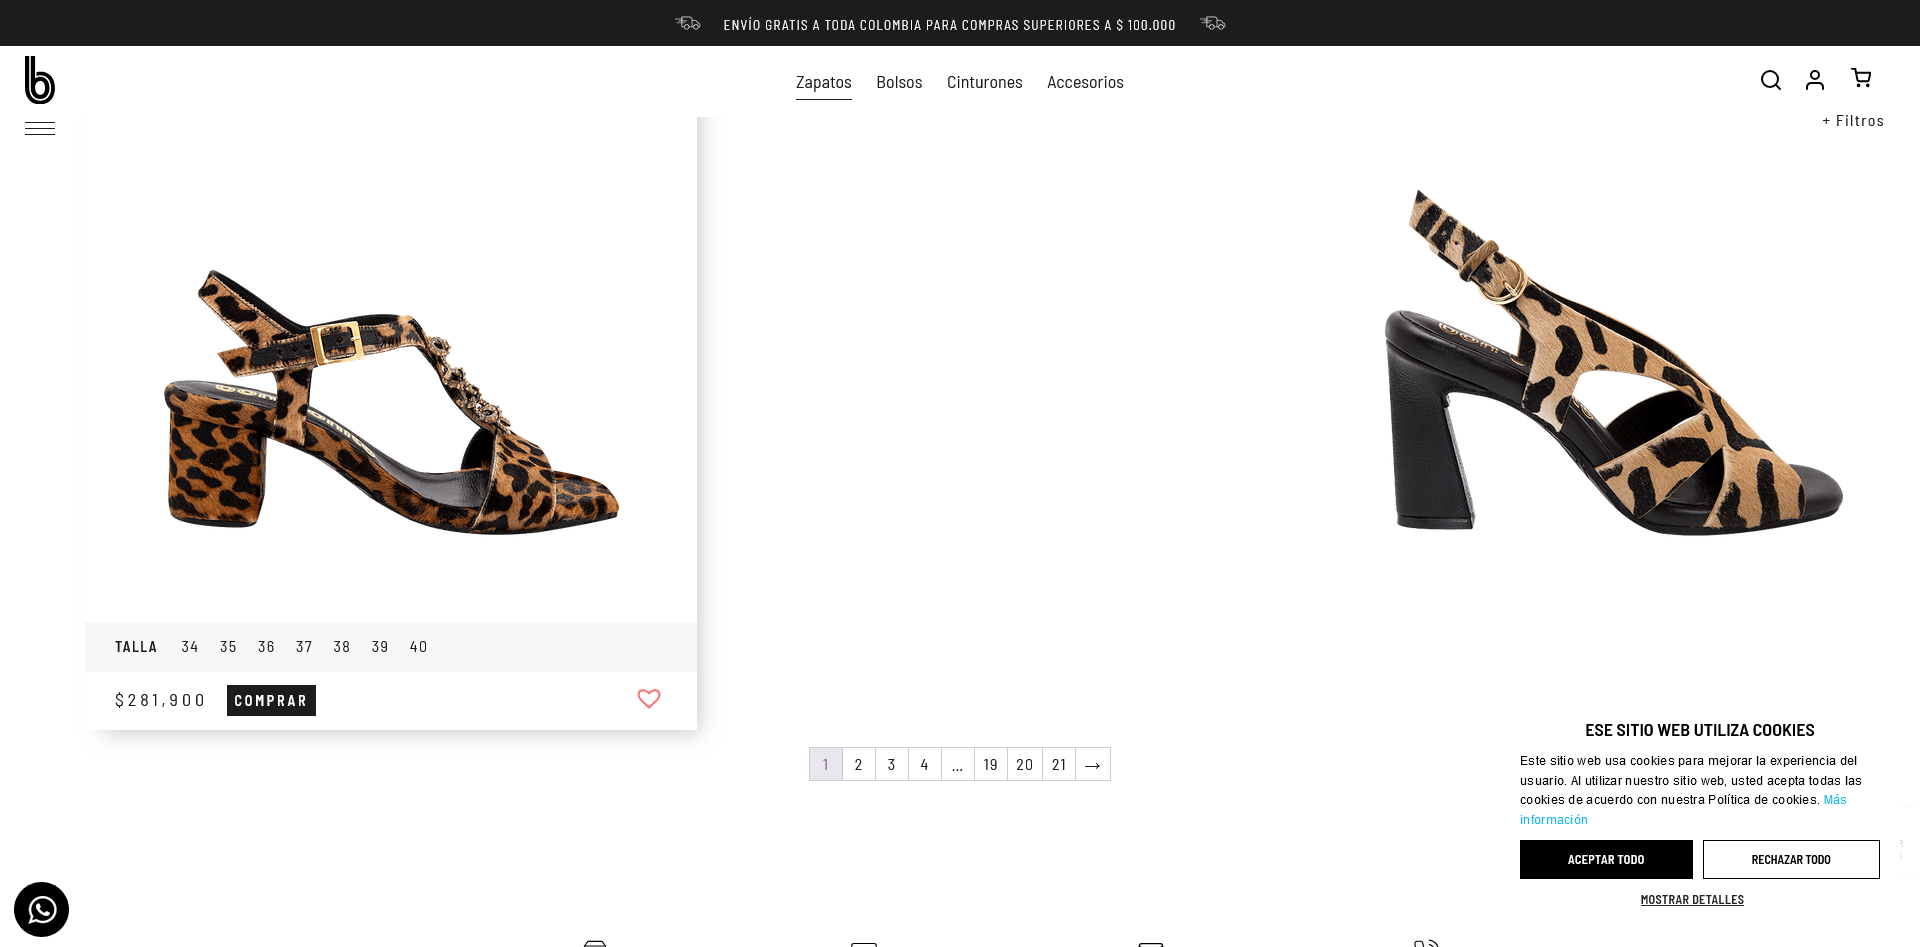 ENVÍO GRATIS A TODA COLOMBIA PARA COMPRAS SUPERIORES A $ 100.000
b
Zapatos Bolsos Cinturones Accesorios
+ Filtros
TALLA 34 35 36 37 38 39 40
$281,900 COMPRAR
1 2 3 4 … 19 20 21 →
ESE SITIO WEB UTILIZA COOKIES
Este sitio web usa cookies para mejorar la experiencia del
usuario. Al utilizar nuestro sitio web, usted acepta todas las
cookies de acuerdo con nuestra Política de cookies. Más
información
ACEPTAR TODO RECHAZAR TODO
MOSTRAR DETALLES